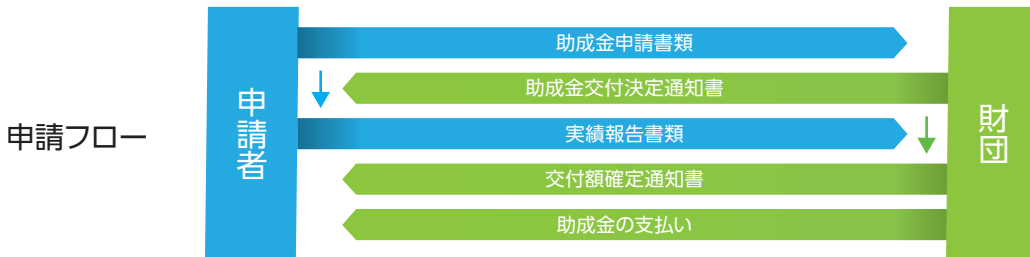 申請フロー
申請者
助成金申請書類
助成金交付決定通知書
実績報告書類
交付額確定通知書
助成金の支払い
財団